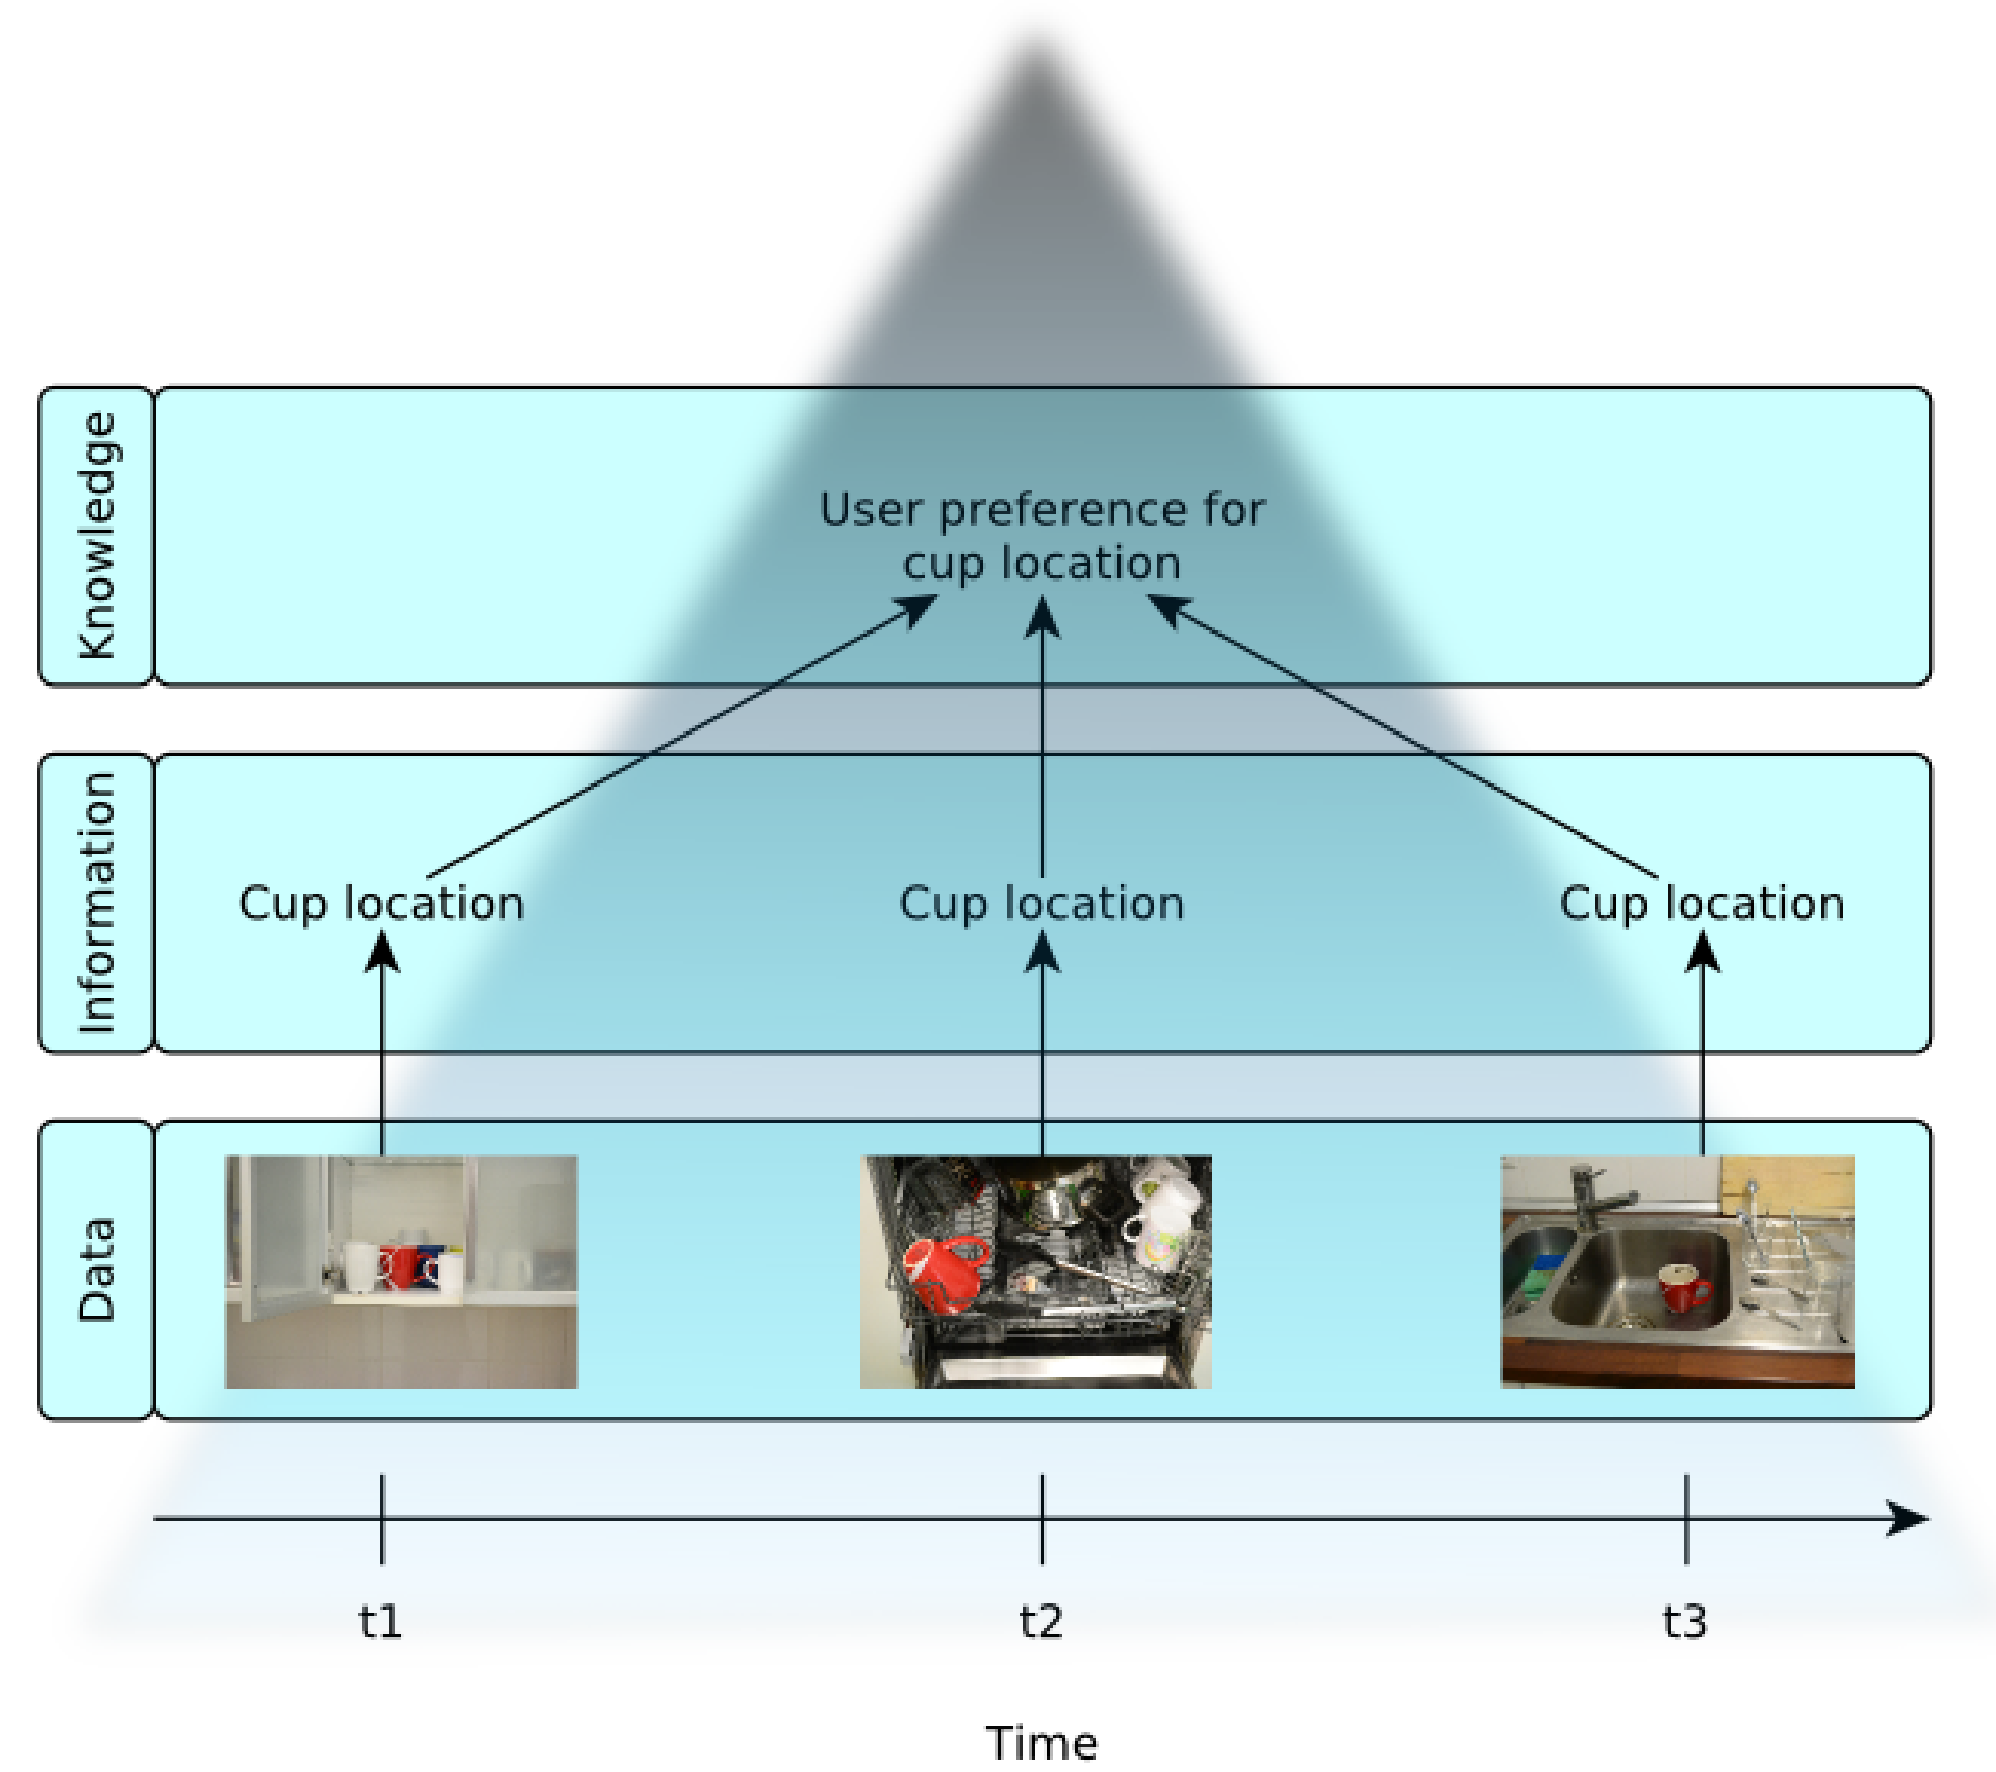 Knowledge
User preference for
cup location
Information
Cup location
Cup location
Cup location
Data
t1
t2
t3
Time